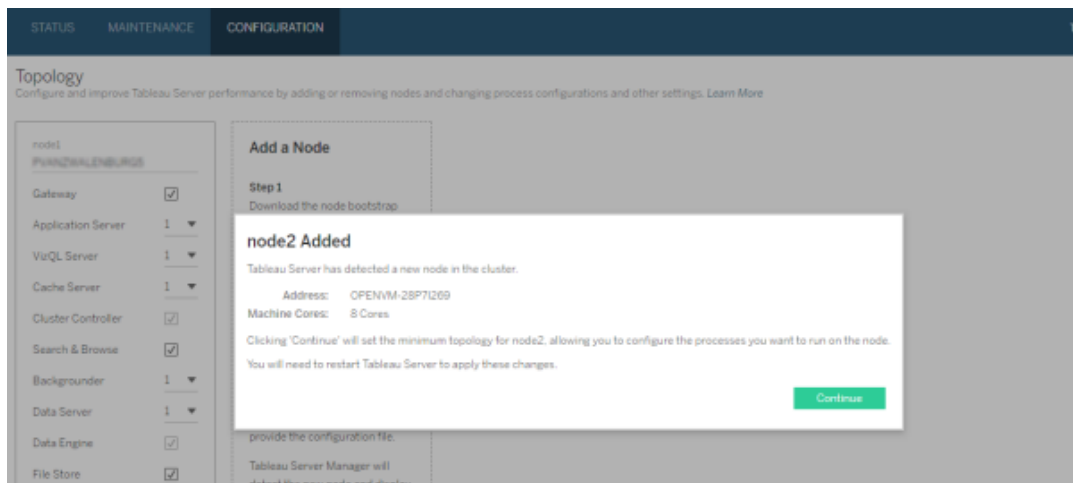 STATUS MAINTENANCE CONFIGURATION
Topology
Configure and improve Tableau Server performance by adding or removing nodes and changing process configurations and other settings. Learn More
node1
Gateway
Application Server 1
VizQL Server 1
Cache Server 1
Cluster Controller
Search & Browse
Backgrounder 1
Data Server 1
Data Engine
File Store
Add a Node
Step 1
Download the node bootstrap
node2 Added
Tableau Server has detected a new node in the cluster.
Address: OPENVM-28P7I269
Machine Cores: 8 Cores
Clicking 'Continue' will set the minimum topology for node2, allowing you to configure the processes you want to run on the node.
You will need to restart Tableau Server to apply these changes.
Continue
provide the configuration file.
Tableau Server Manager will